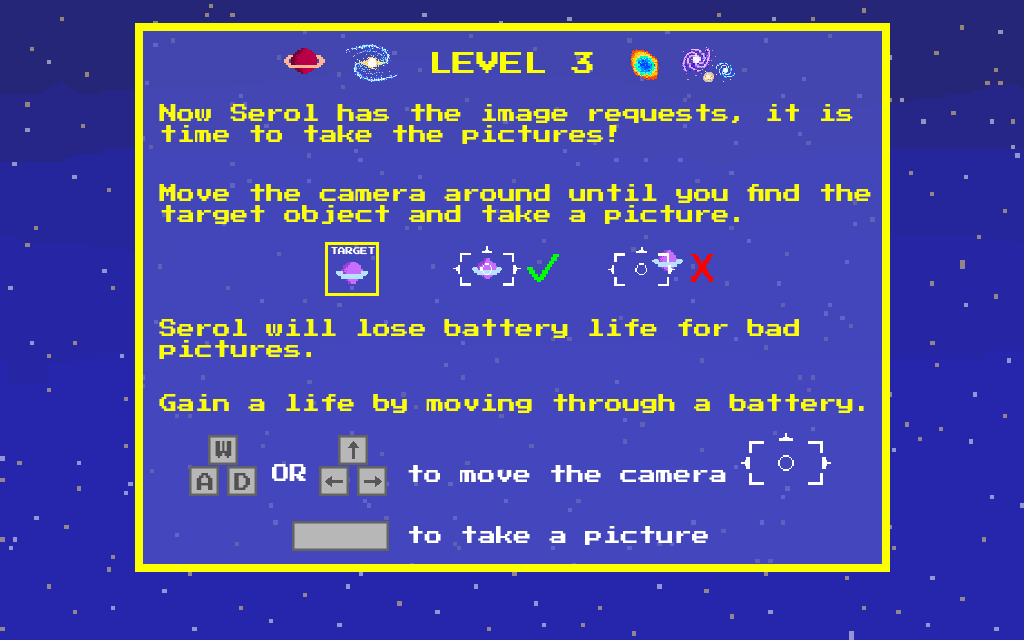 LEVEL 3
Now Serol has the image requests, it is
time to take the pictures!
Move the camera around until you find the
target object and take a picture.
TARGET
X
Serol will lose battery life for bad
pictures.
Gain a life by moving through a battery.
W
A D OR ↑ ← → to move the camera
to take a picture